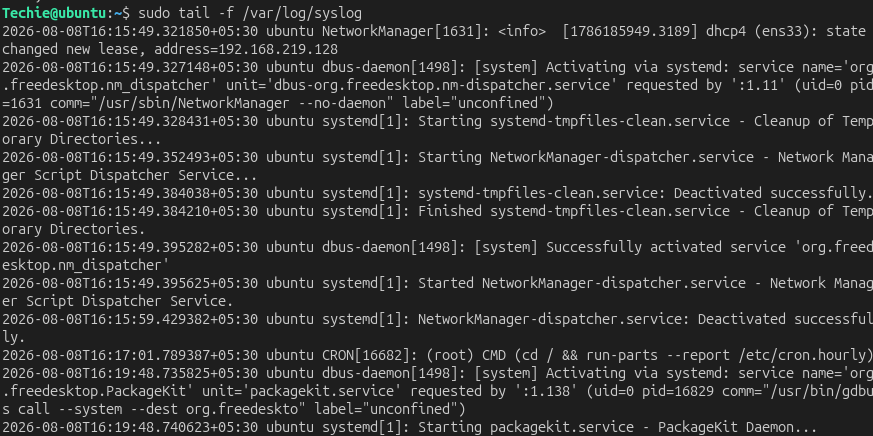 Techie@ubuntu:~$ sudo tail -f /var/log/syslog
2026-08-08T16:15:49.321850+05:30 ubuntu NetworkManager[1631]: <info>  [1786185949.3189] dhcp4 (ens33): state
changed new lease, address=192.168.219.128
2026-08-08T16:15:49.327148+05:30 ubuntu dbus-daemon[1498]: [system] Activating via systemd: service name='org
.freedesktop.nm_dispatcher' unit='dbus-org.freedesktop.nm-dispatcher.service' requested by ':1.11' (uid=0 pid
=1631 comm="/usr/sbin/NetworkManager --no-daemon" label="unconfined")
2026-08-08T16:15:49.328431+05:30 ubuntu systemd[1]: Starting systemd-tmpfiles-clean.service - Cleanup of Temp
orary Directories...
2026-08-08T16:15:49.352493+05:30 ubuntu systemd[1]: Starting NetworkManager-dispatcher.service - Network Mana
ger Script Dispatcher Service...
2026-08-08T16:15:49.384038+05:30 ubuntu systemd[1]: systemd-tmpfiles-clean.service: Deactivated successfully.
2026-08-08T16:15:49.384210+05:30 ubuntu systemd[1]: Finished systemd-tmpfiles-clean.service - Cleanup of Temp
orary Directories.
2026-08-08T16:15:49.395282+05:30 ubuntu dbus-daemon[1498]: [system] Successfully activated service 'org.freed
esktop.nm_dispatcher'
2026-08-08T16:15:49.395625+05:30 ubuntu systemd[1]: Started NetworkManager-dispatcher.service - Network Manag
er Script Dispatcher Service.
2026-08-08T16:15:59.429382+05:30 ubuntu systemd[1]: NetworkManager-dispatcher.service: Deactivated successful
ly.
2026-08-08T16:17:01.789387+05:30 ubuntu CRON[16682]: (root) CMD (cd / && run-parts --report /etc/cron.hourly)
2026-08-08T16:19:48.735825+05:30 ubuntu dbus-daemon[1498]: [system] Activating via systemd: service name='org
.freedesktop.PackageKit' unit='packagekit.service' requested by ':1.138' (uid=0 pid=16829 comm="/usr/bin/gdbu
s call --system --dest org.freedeskto" label="unconfined")
2026-08-08T16:19:48.740623+05:30 ubuntu systemd[1]: Starting packagekit.service - PackageKit Daemon...